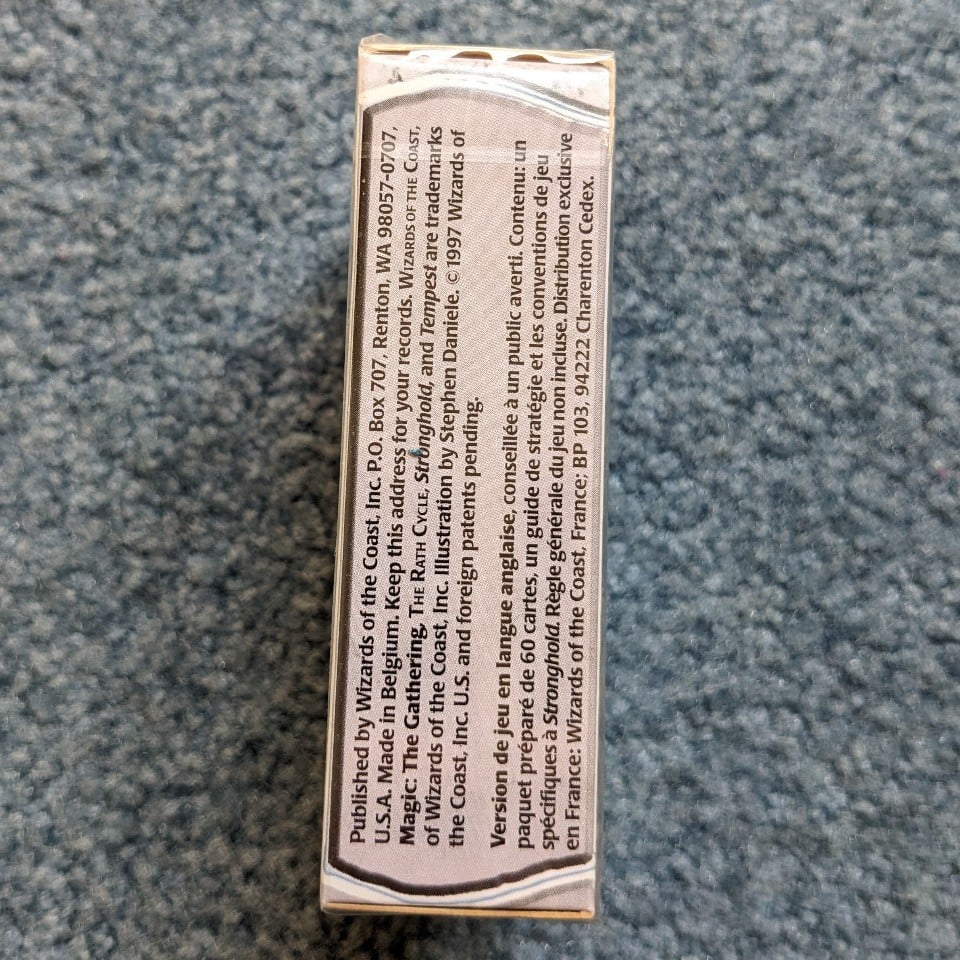 Published by Wizards of the Coast, Inc. P.O. Box 707, Renton, WA 98057-0707,
U.S.A. Made in Belgium. Keep this address for your records. WIZARDS OF THE COAST,
Magic: The Gathering, THE RATH CYCLE, Stronghold, and Tempest are trademarks
of Wizards of the Coast, Inc. Illustration by Stephen Daniele. © 1997 Wizards of
the Coast, Inc. U.S. and foreign patents pending.
Version de jeu en langue anglaise, conseillée à un public averti. Contenu: un
paquet préparé de 60 cartes, un guide de stratégie et les conventions de jeu
spécifiques à Stronghold. Règle générale du jeu non incluse. Distribution exclusive
en France: Wizards of the Coast, France; BP 103, 94222 Charenton Cedex.